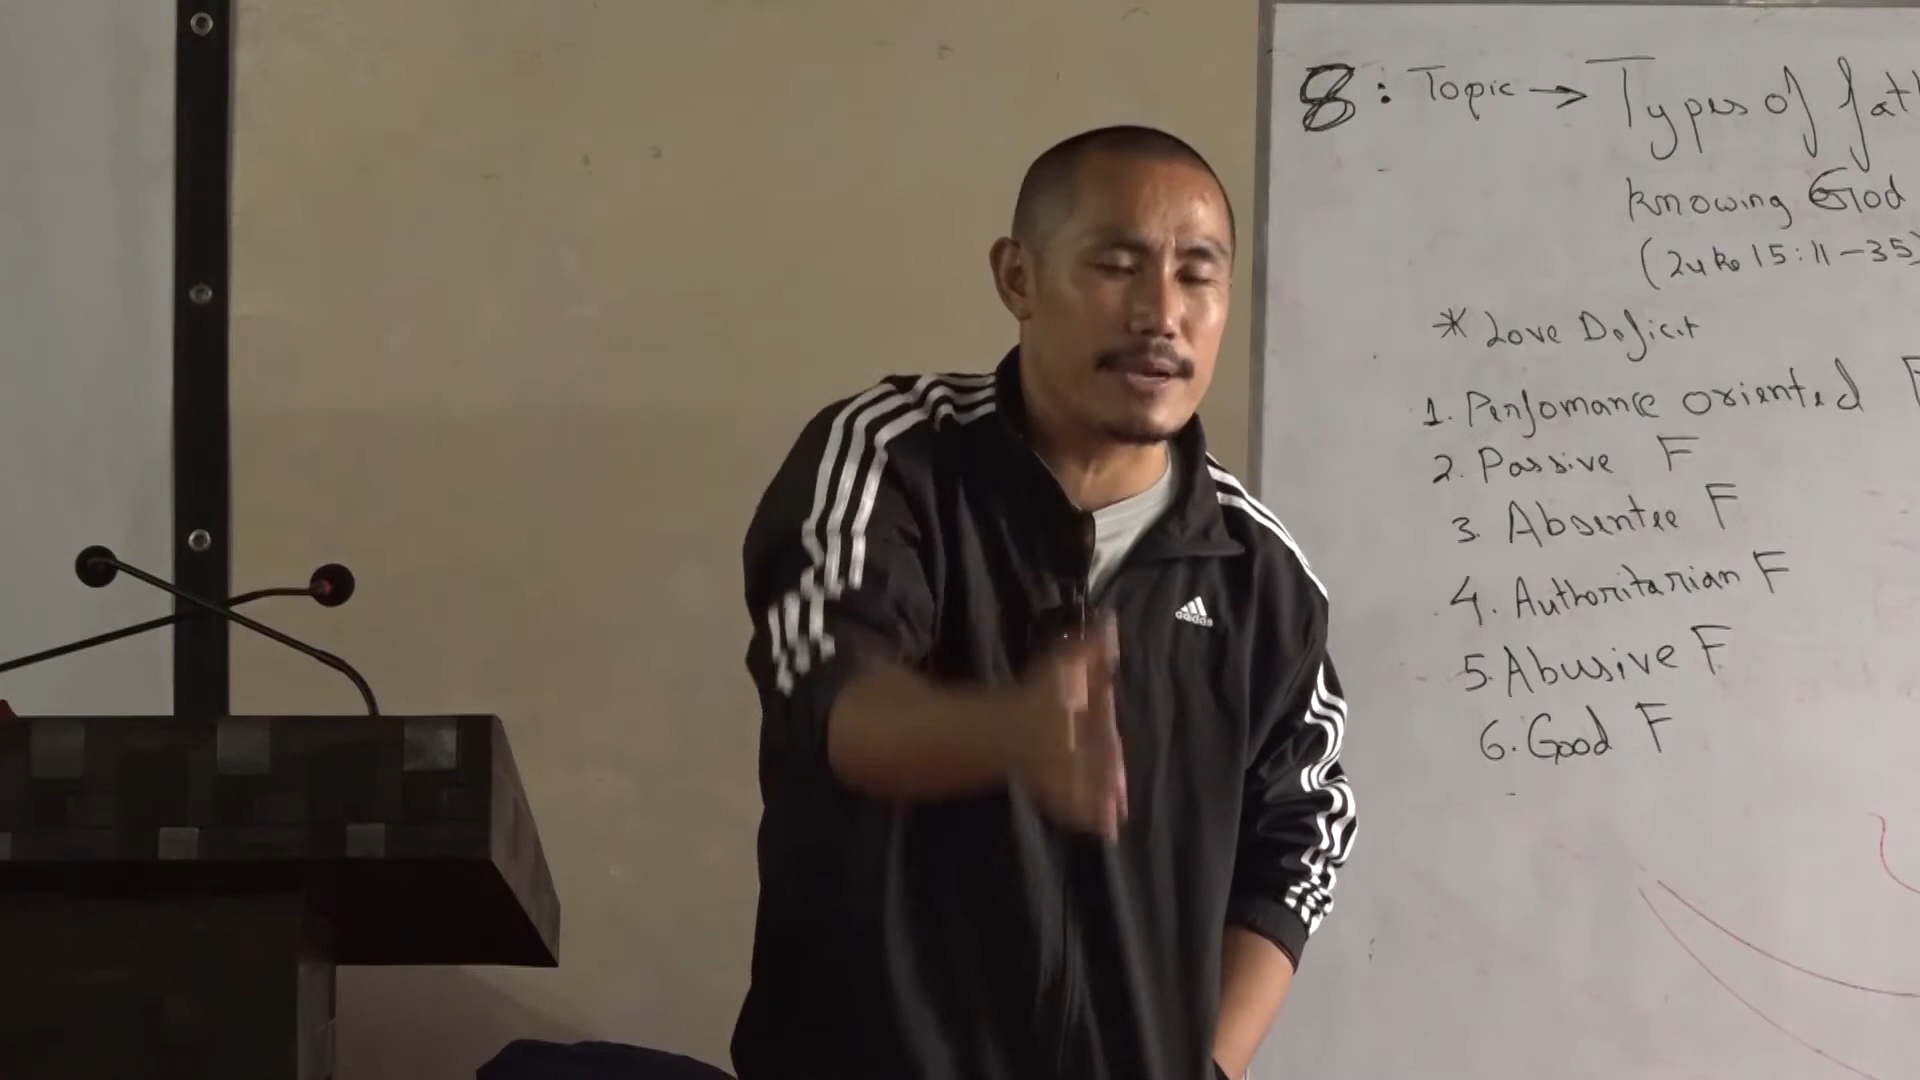 8: Topic → Types of fat
knowing God
(Luke 15:11-35)
* Love Deficit
1. Perfomance oriented F
2. Passive F
3. Absentee F
4. Authoritarian F
5. Abusive F
6. Good F
adidas